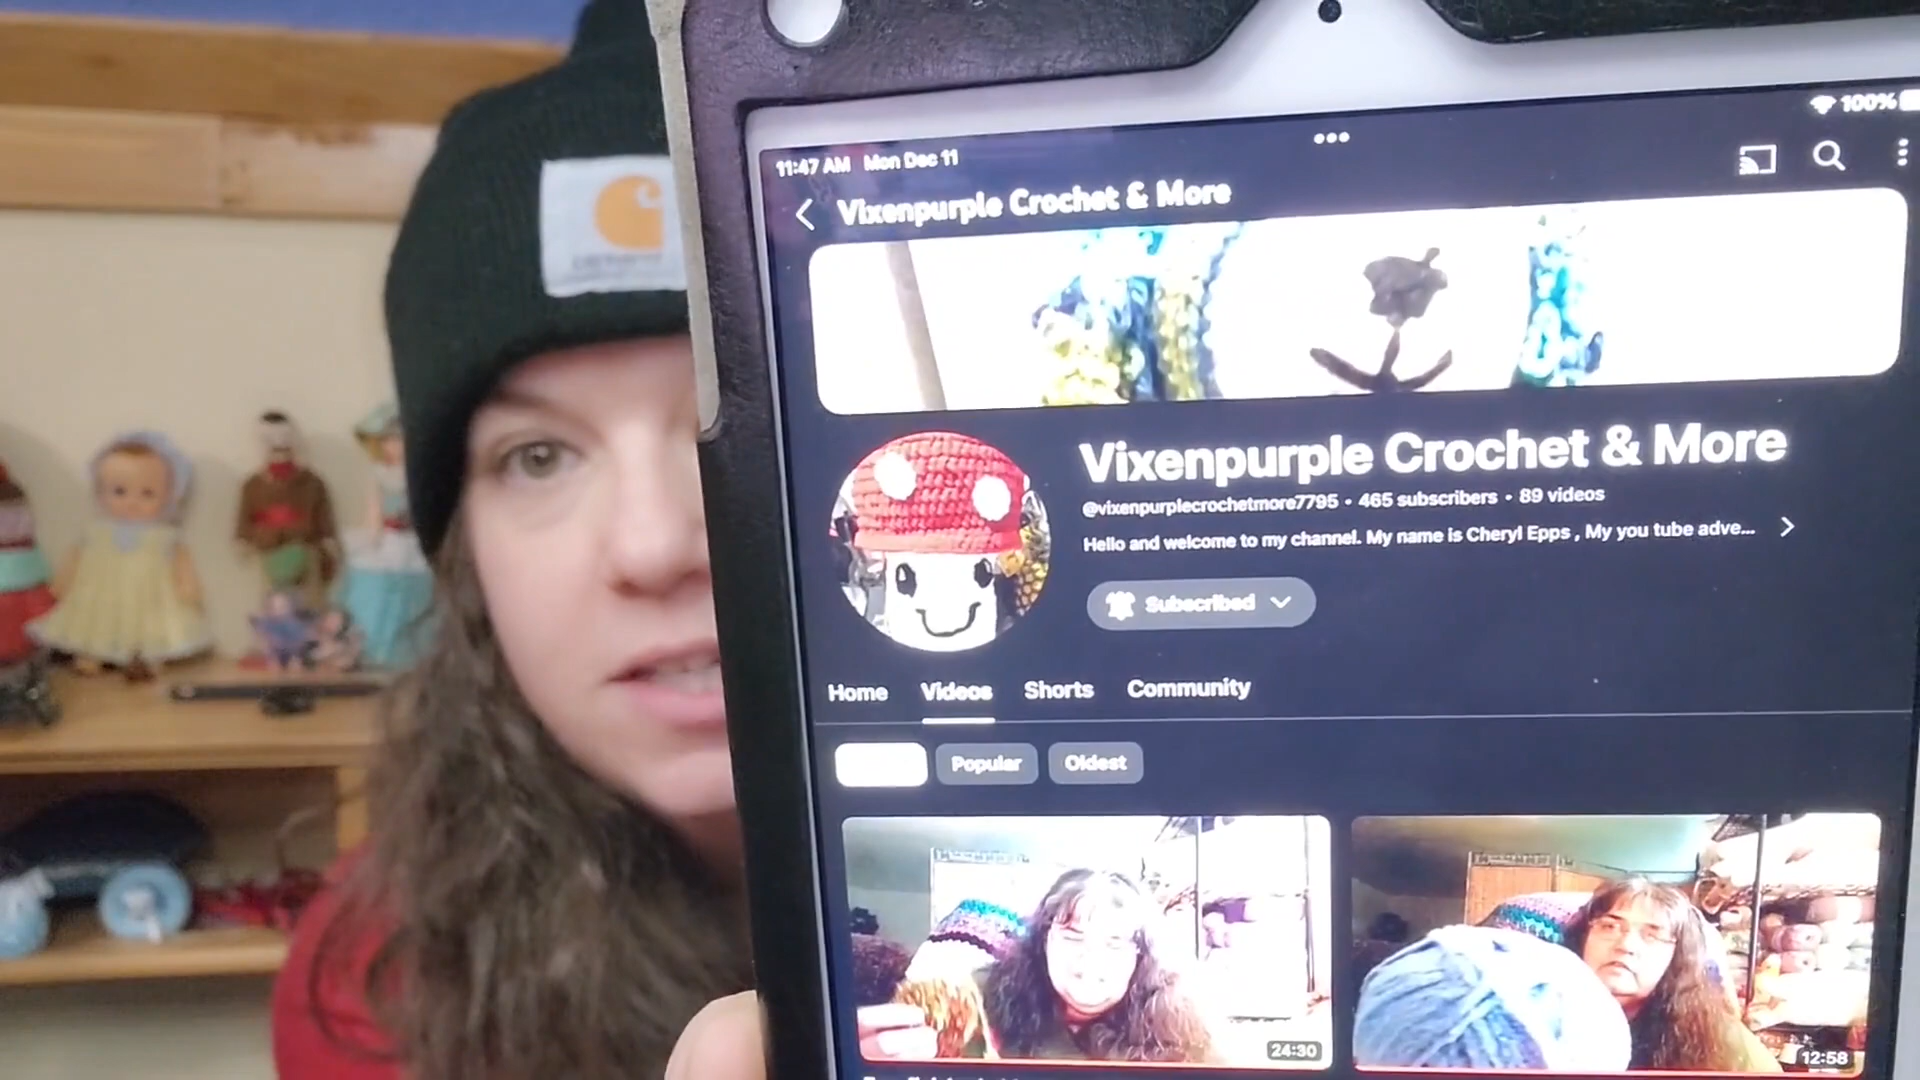 100%
11:47 AM Mon Dec 11
Vixenpurple Crochet & More
Vixenpurple Crochet & More
@vixenpurplecrochetmore7795 • 465 subscribers • 89 videos
Hello and welcome to my channel. My name is Cheryl Epps , My you tube adve...
Subscribed
Home Videos Shorts Community
Popular Oldest
24:30
12:58